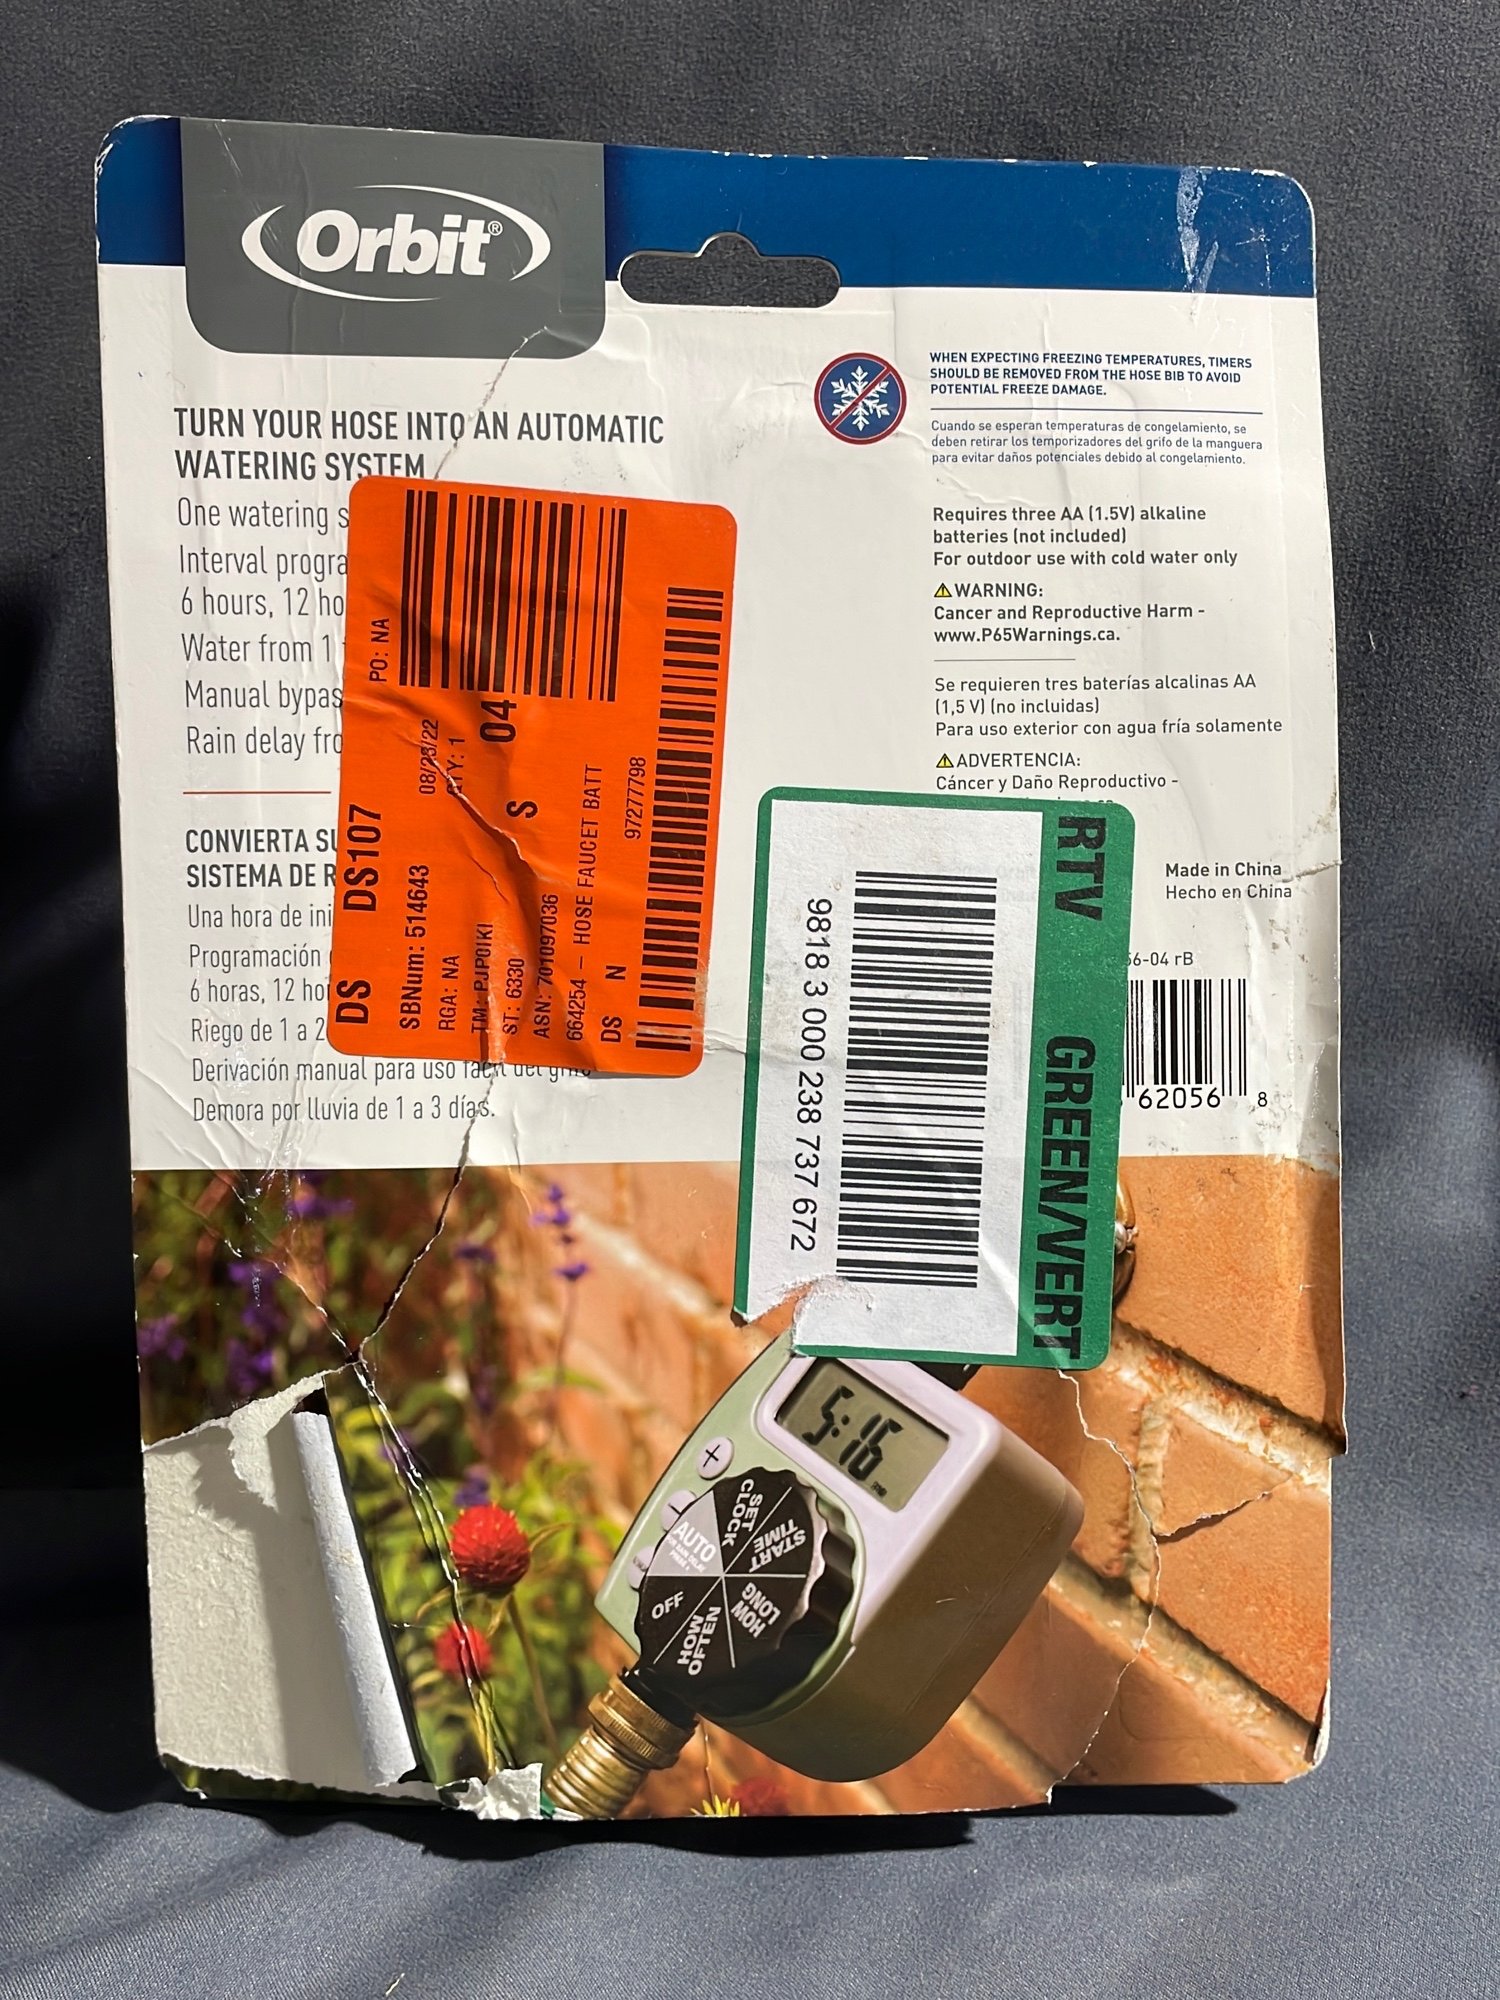 Orbit®
TURN YOUR HOSE INTO AN AUTOMATIC
WATERING SYSTEM
One watering
Interval
6 hours, 12
Water from 1
Manual
Rain delay
CONVIERTA
SISTEMA DE
Una hora de
Programación
6 horas, 12
Riego de 1 a 2
Derivación manual para uso fácil del
Demora por lluvia de 1 a 3 días.
WHEN EXPECTING FREEZING TEMPERATURES, TIMERS
SHOULD BE REMOVED FROM THE HOSE BIB TO AVOID
POTENTIAL FREEZE DAMAGE.
Cuando se esperan temperaturas de congelamiento, se
deben retirar los temporizadores del grifo de la manguera
para evitar daños potenciales debido al congelamiento.
Requires three AA (1.5V) alkaline
batteries (not included)
For outdoor use with cold water only
WARNING:
Cancer and Reproductive Harm -
www.P65Warnings.ca.
Se requieren tres baterías alcalinas AA
(1,5 V) (no incluidas)
Para uso exterior con agua fría solamente
ADVERTENCIA:
Cáncer y Daño Reproductivo -
Made in China
Hecho en China
56-04 rB
62056 8
DS DS107
SBNum: 514643 08/23/22
RGA: NA QTY: 1
PO: NA
TM: PJP0IKI 04
ST: 6330 S
ASN: 701097036
664254 - HOSE FAUCET BATT
DS N 97277798
RTV GREEN/VERT
9818 3 000 238 737 672
5:16
+
SET
CLOCK
START
TIME
HOW
LONG
HOW
OFTEN
OFF
AUTO